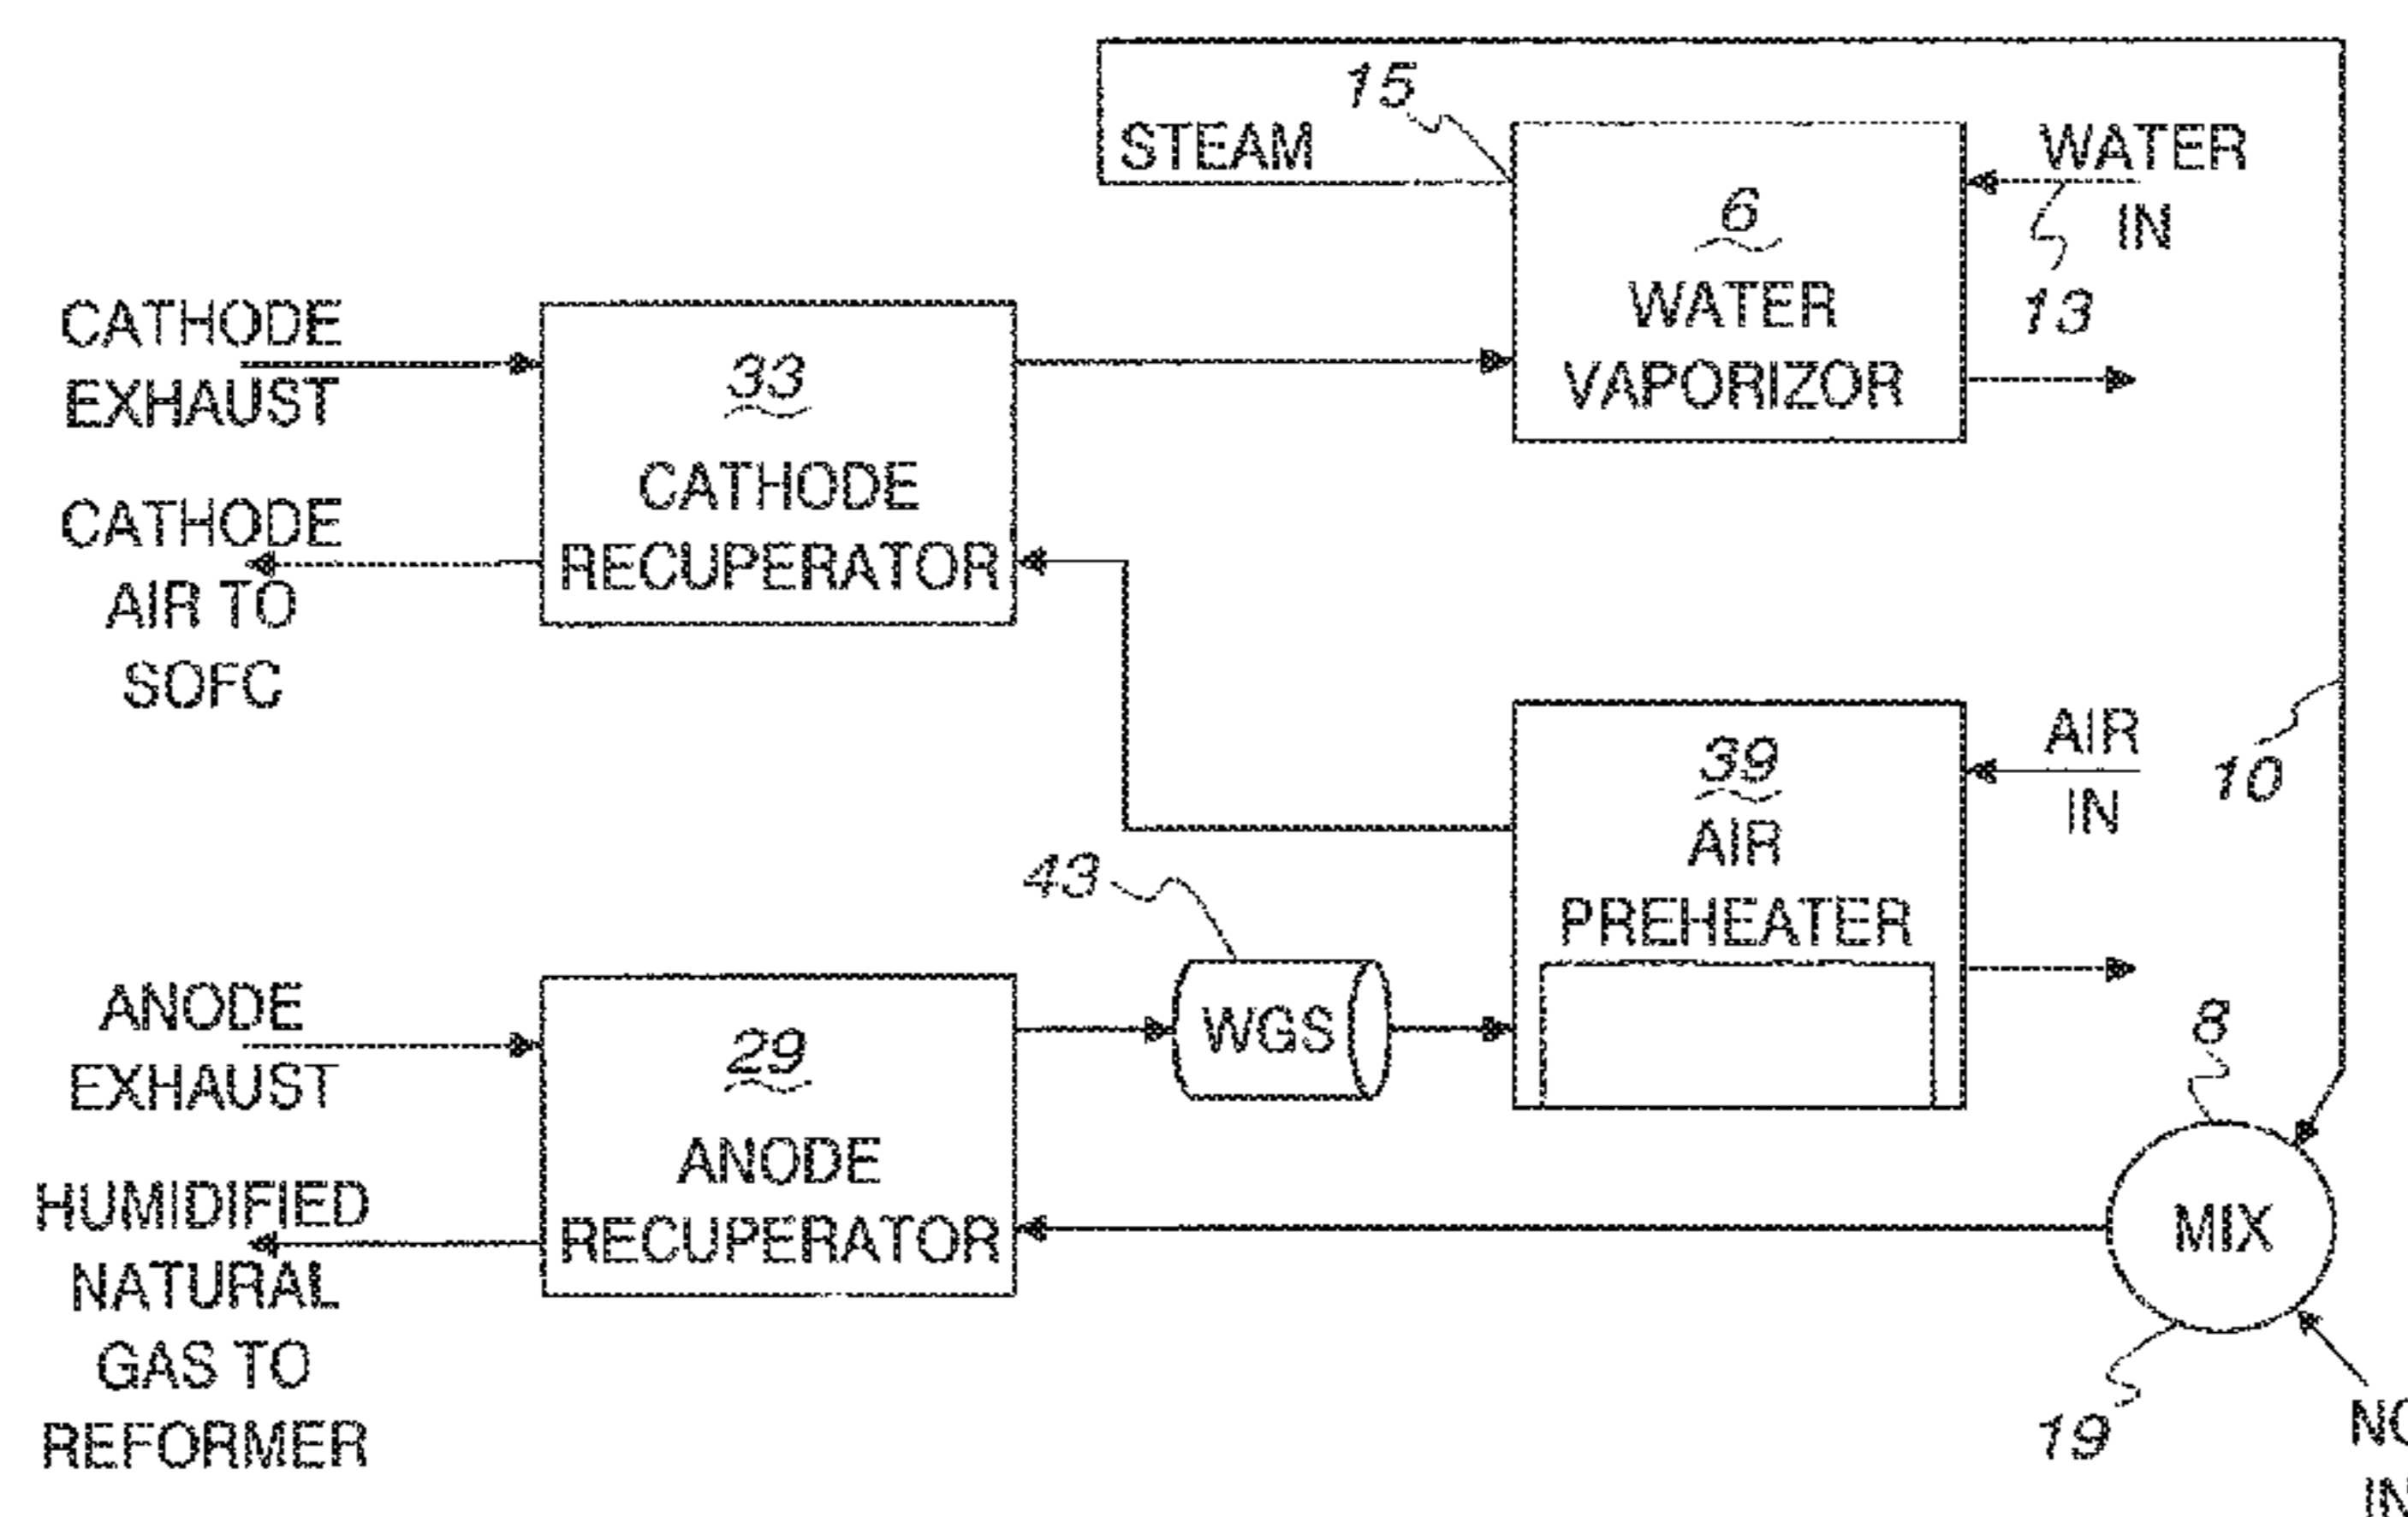 15
STEAM
6
WATER
VAPORIZOR
WATER
IN
13
CATHODE
EXHAUST
33
CATHODE
RECUPERATOR
CATHODE
AIR TO
SOFC
39
AIR
PREHEATER
AIR
IN
10
43
WGS
ANODE
EXHAUST
29
ANODE
RECUPERATOR
HUMIDIFIED
NATURAL
GAS TO
REFORMER
8
MIX
19
IN